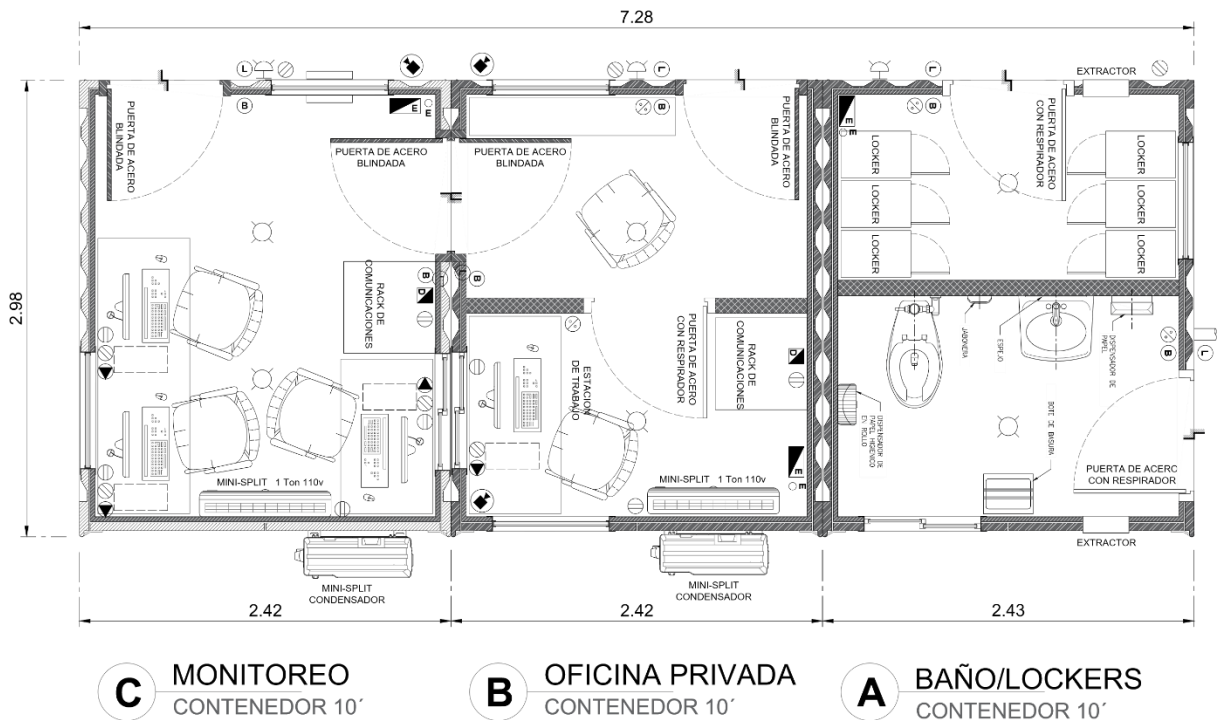 7.28
2.98
L
B
E
E
L
B
L
B
E
E
EXTRACTOR
PUERTA DE ACERO
BLINDADA
PUERTA DE ACERO
BLINDADA
PUERTA DE ACERO
BLINDADA
PUERTA DE ACERO
BLINDADA
PUERTA DE ACERO
CON RESPIRADOR
LOCKER
LOCKER
LOCKER
LOCKER
LOCKER
LOCKER
RACK DE
COMUNICACIONES
B
D
L
B
ESTACION
DE TRABAJO
PUERTA DE ACERO
CON RESPIRADOR
RACK DE
COMUNICACIONES
D
E
E
JABONERA
ESPEJO
DISPENSADOR DE
PAPEL
B
L
DISPENSADOR DE
PAPEL HIGIENICO
EN ROLLO
BOTE DE BASURA
PUERTA DE ACERC
CON RESPIRADOR
MINI-SPLIT 1 Ton 110v
MINI-SPLIT 1 Ton 110v
EXTRACTOR
MINI-SPLIT
CONDENSADOR
MINI-SPLIT
CONDENSADOR
2.42
2.42
2.43
C
MONITOREO
CONTENEDOR 10´
B
OFICINA PRIVADA
CONTENEDOR 10´
A
BAÑO/LOCKERS
CONTENEDOR 10´